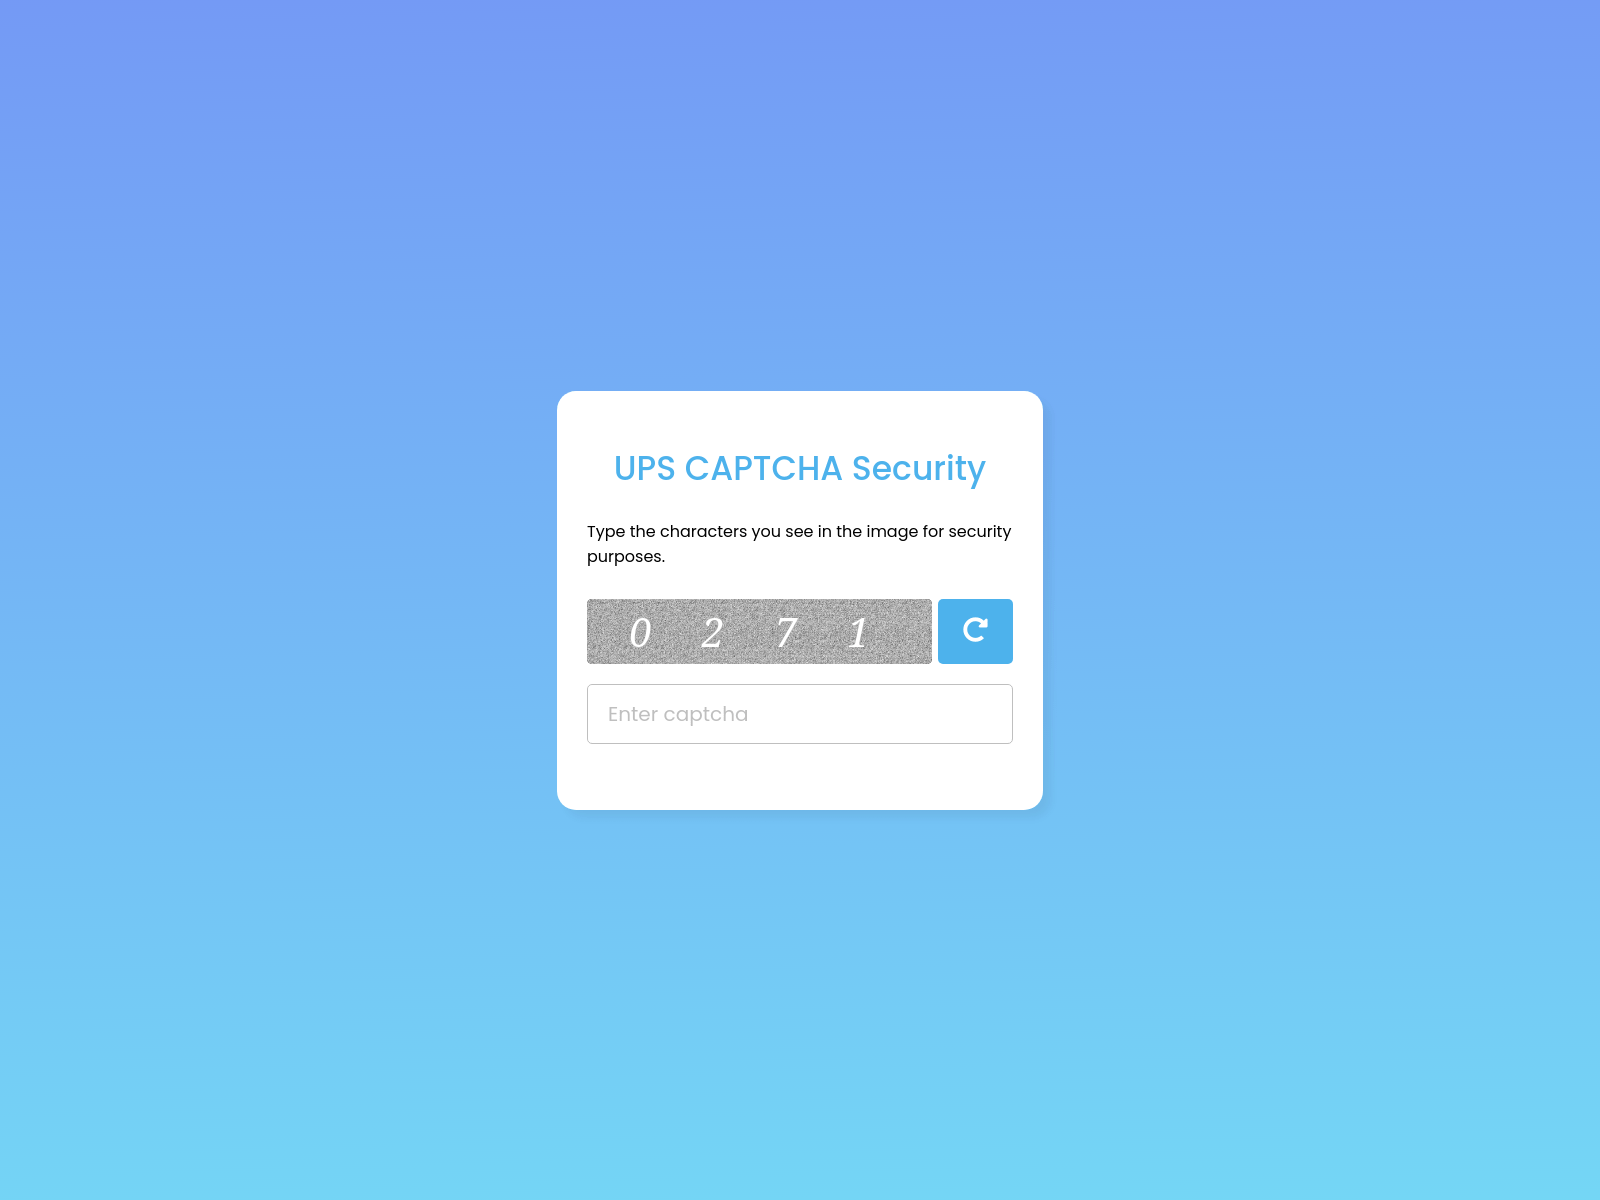 UPS CAPTCHA Security
Type the characters you see in the image for security
purposes.
0 2 7 1
Enter captcha